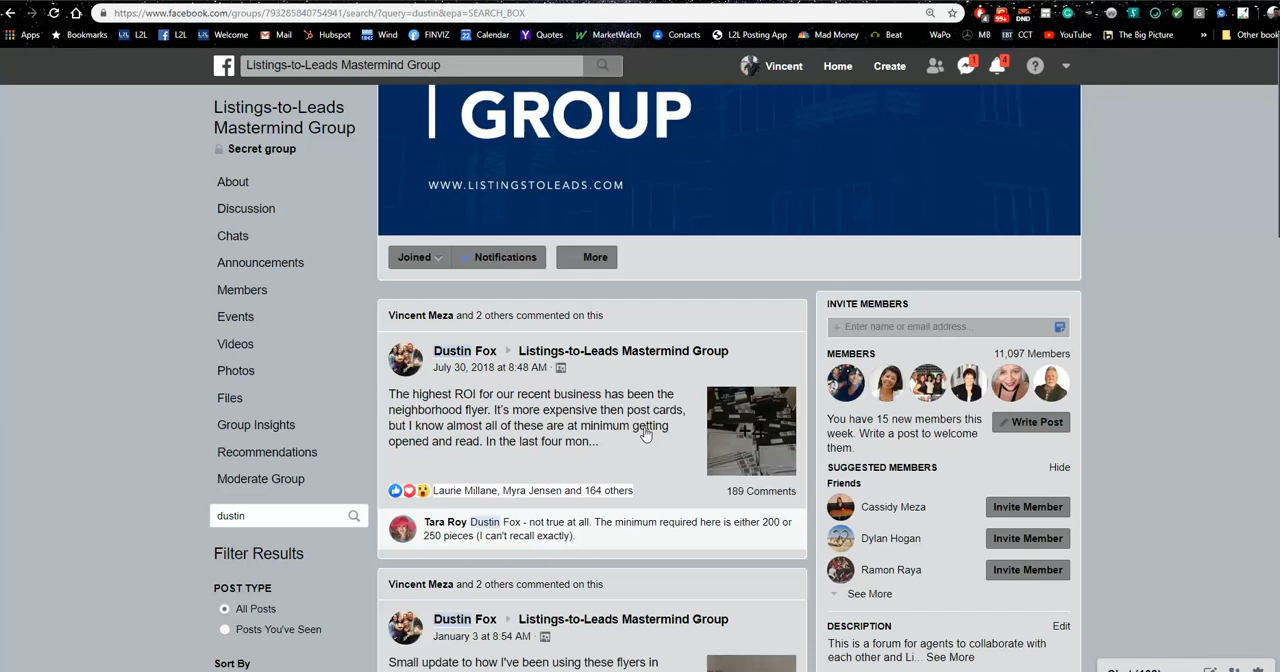 https://www.facebook.com/groups/793285840754941/search/?query=dustin&epa=SEARCH_BOX
4 99+ DND
Apps Bookmarks L2L L2L Welcome Mail Hubspot Wind FINVIZ Calendar Quotes MarketWatch Contacts L2L Posting App Mad Money Beat WaPo MB CCT YouTube The Big Picture » Other book
Listings-to-Leads Mastermind Group
Vincent Home Create 1 4
Listings-to-Leads
Mastermind Group
Secret group
About
Discussion
Chats
Announcements
Members
Events
Videos
Photos
Files
Group Insights
Recommendations
Moderate Group
dustin
Filter Results
POST TYPE
All Posts
Posts You've Seen
Sort By
GROUP
WWW.LISTINGSTOLEADS.COM
Joined Notifications More
Vincent Meza and 2 others commented on this
Dustin Fox Listings-to-Leads Mastermind Group
July 30, 2018 at 8:48 AM ·
The highest ROI for our recent business has been the
neighborhood flyer. It's more expensive then post cards,
but I know almost all of these are at minimum getting
opened and read. In the last four mon...
Laurie Millane, Myra Jensen and 164 others 189 Comments
Tara Roy Dustin Fox - not true at all. The minimum required here is either 200 or
250 pieces (I can't recall exactly).
Vincent Meza and 2 others commented on this
Dustin Fox Listings-to-Leads Mastermind Group
January 3 at 8:54 AM ·
Small update to how I've been using these flyers in
INVITE MEMBERS
+ Enter name or email address...
MEMBERS 11,097 Members
You have 15 new members this
week. Write a post to welcome
them.
Write Post
SUGGESTED MEMBERS Hide
Friends
Cassidy Meza Invite Member
Dylan Hogan Invite Member
Ramon Raya Invite Member
See More
DESCRIPTION Edit
This is a forum for agents to collaborate with
each other and Li... See More